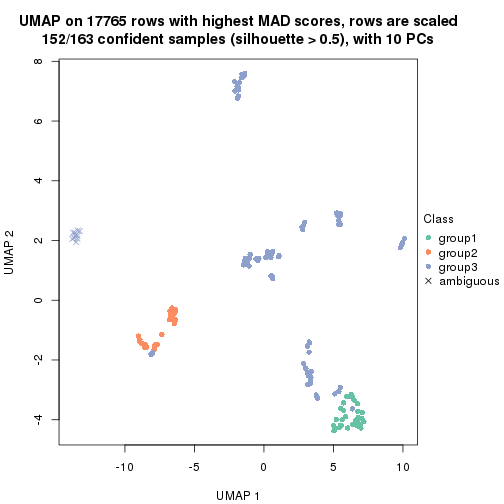 UMAP on 17765 rows with highest MAD scores, rows are scaled
152/163 confident samples (silhouette > 0.5), with 10 PCs
8
6
4
2
0
-2
-4
UMAP 2
-10
-5
0
5
10
UMAP 1
Class
group1
group2
group3
ambiguous